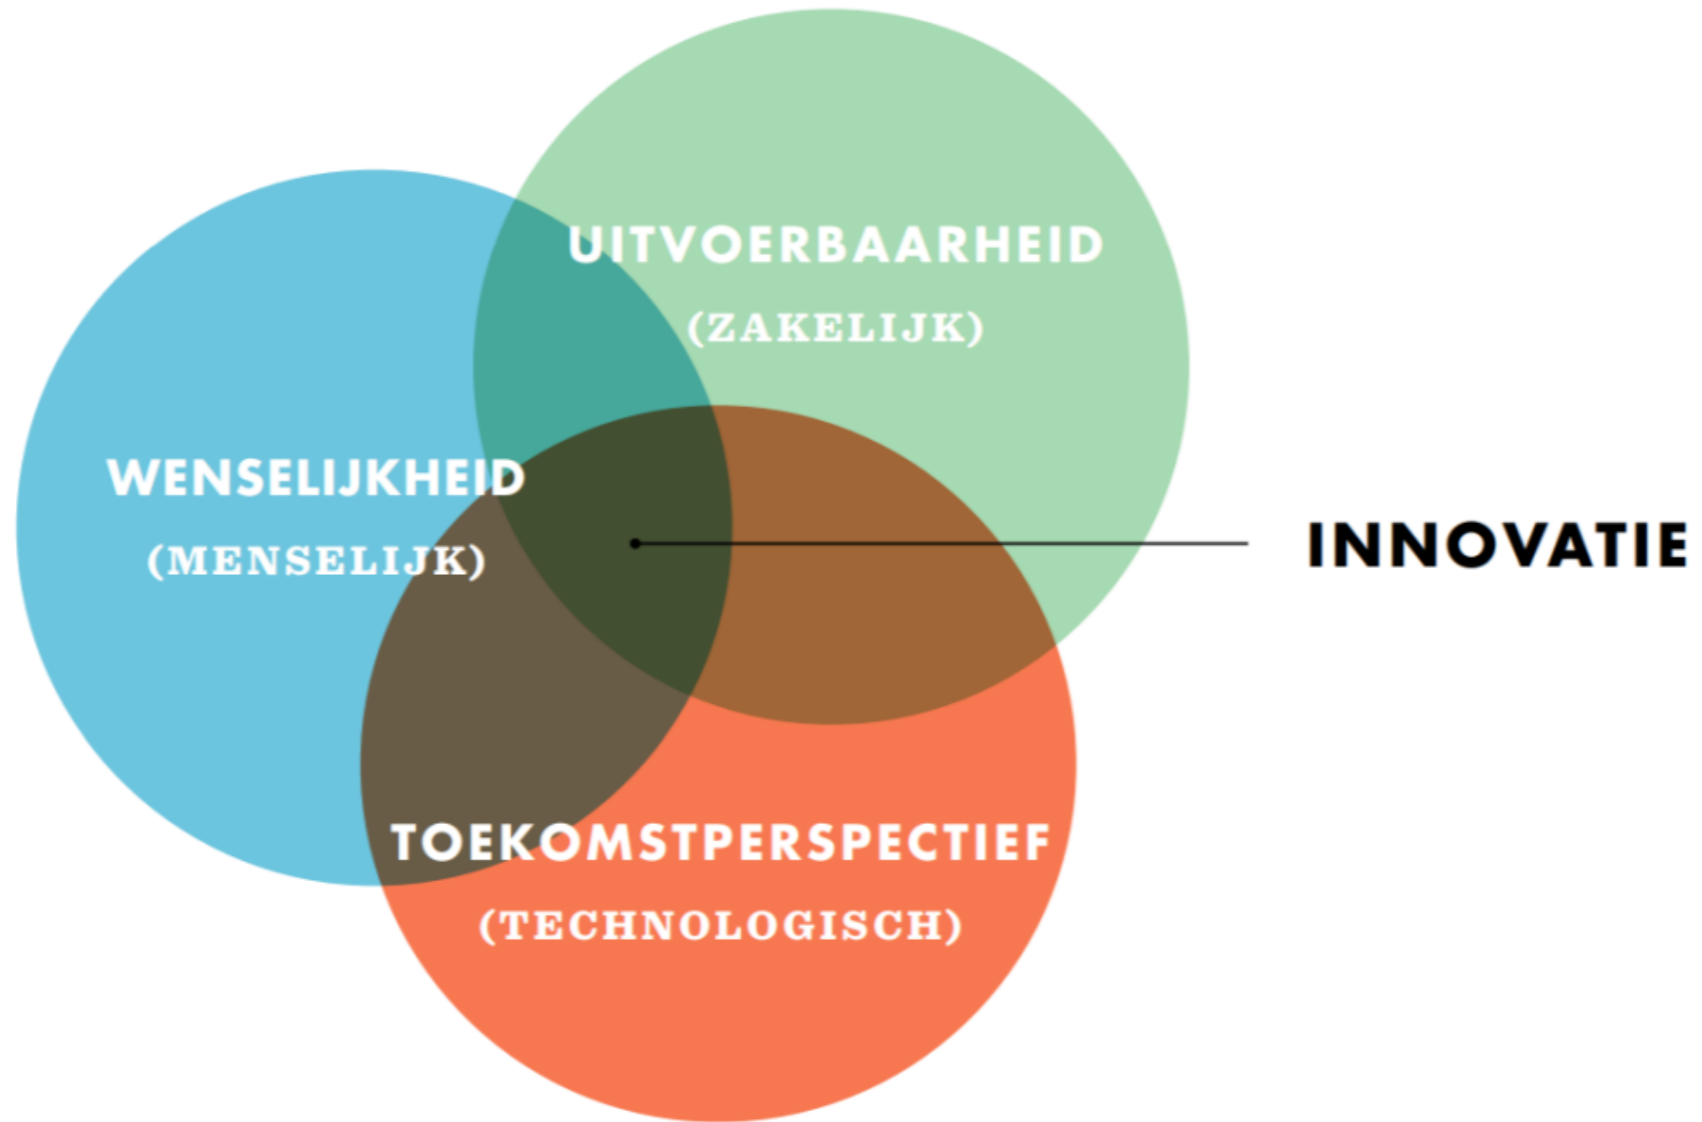 UITVOERBAARHEID
(ZAKELIJK)
WENSELIJKHEID
(MENSELIJK)
INNOVATIE
TOEKOMSTPERSPECTIEF
(TECHNOLOGISCH)